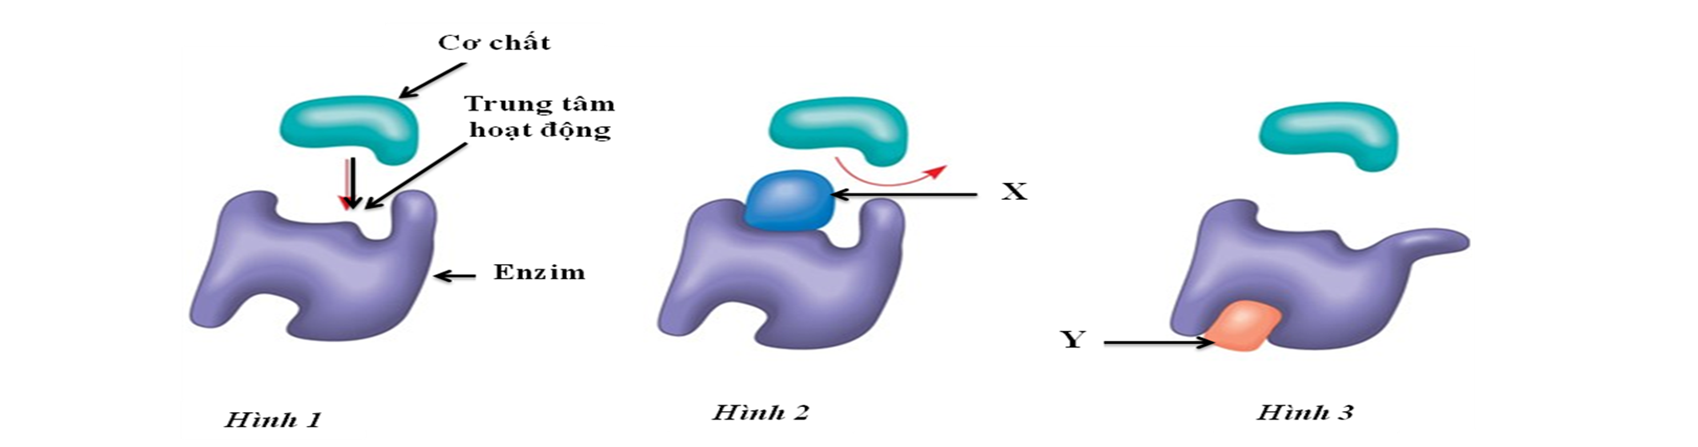 Cơ chất
Trung tâm
hoạt động
Enzim
X
Y
Hình 1
Hình 2
Hình 3